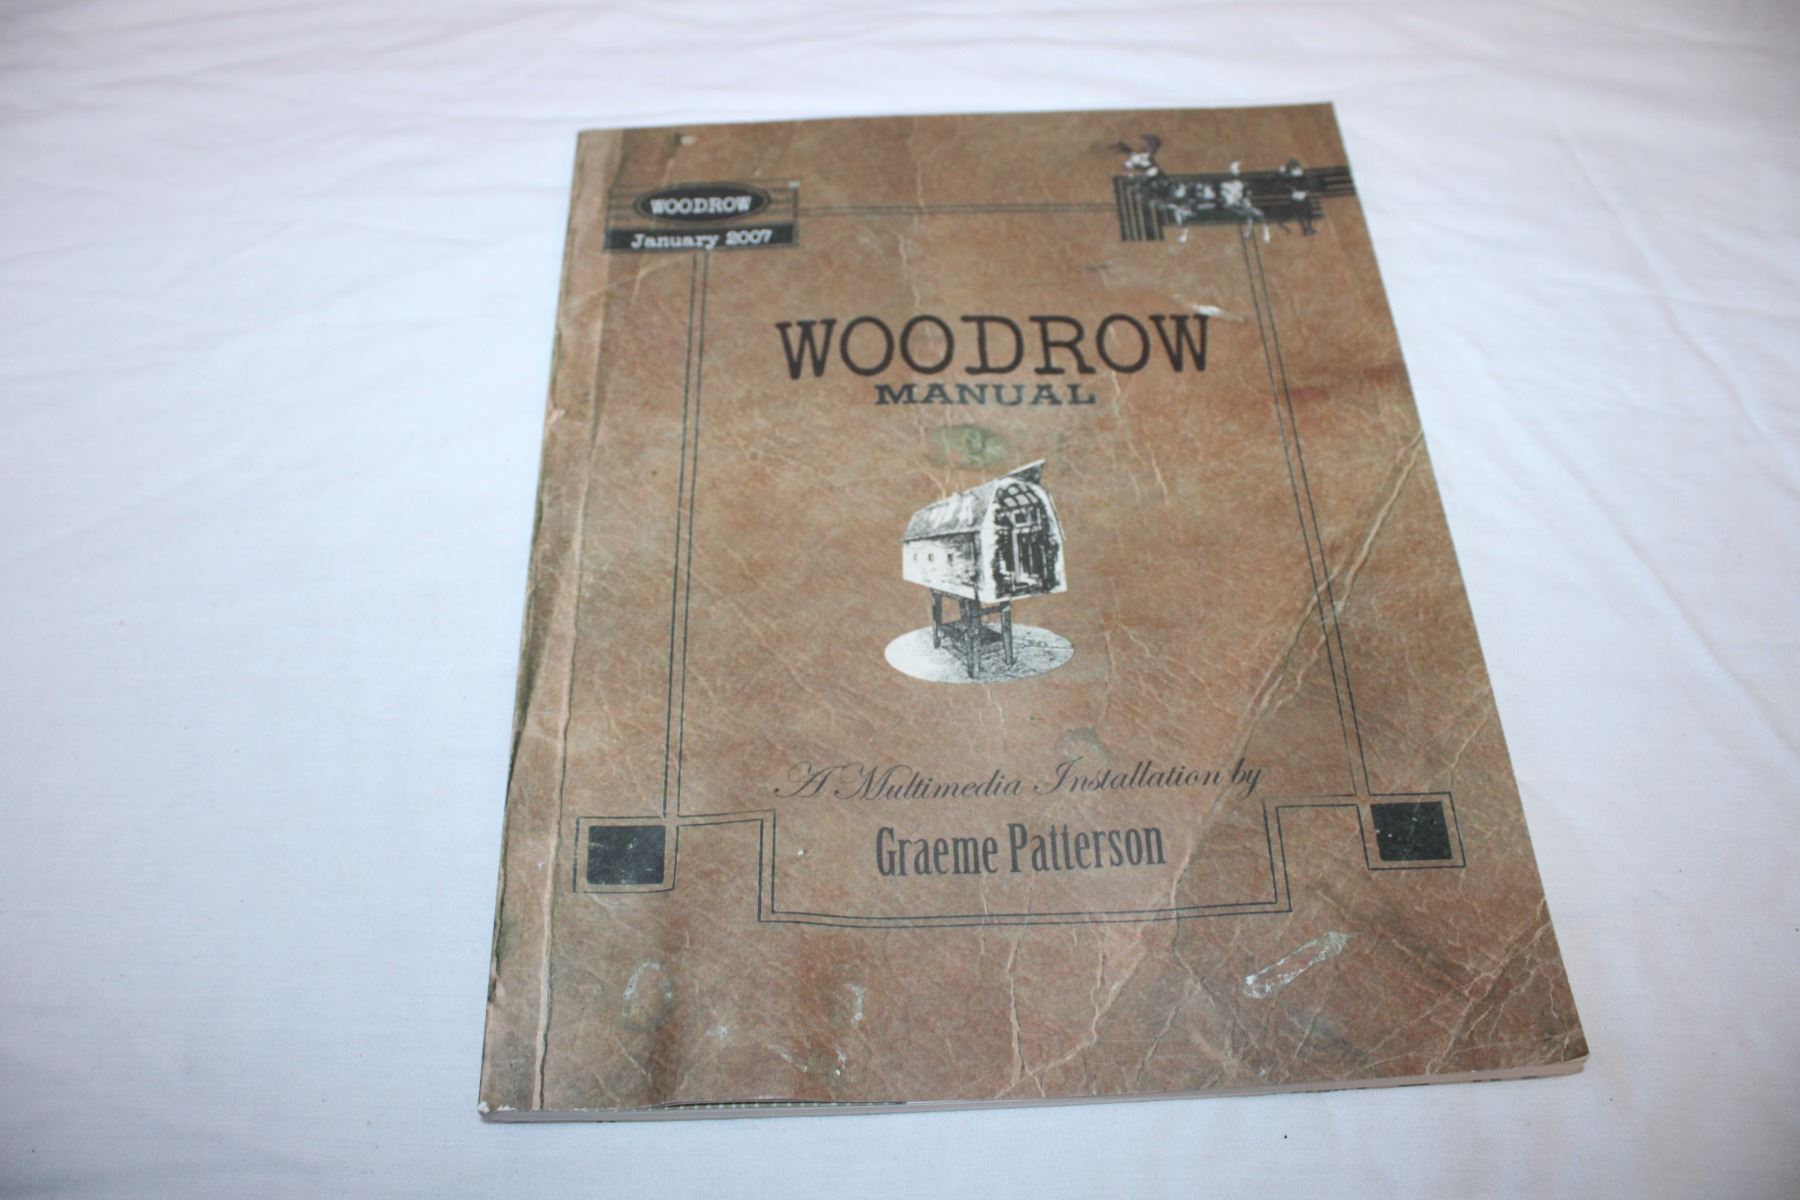 WOODROW
January 2007
WOODROW
MANUAL
A Multimedia Installation by
Graeme Patterson